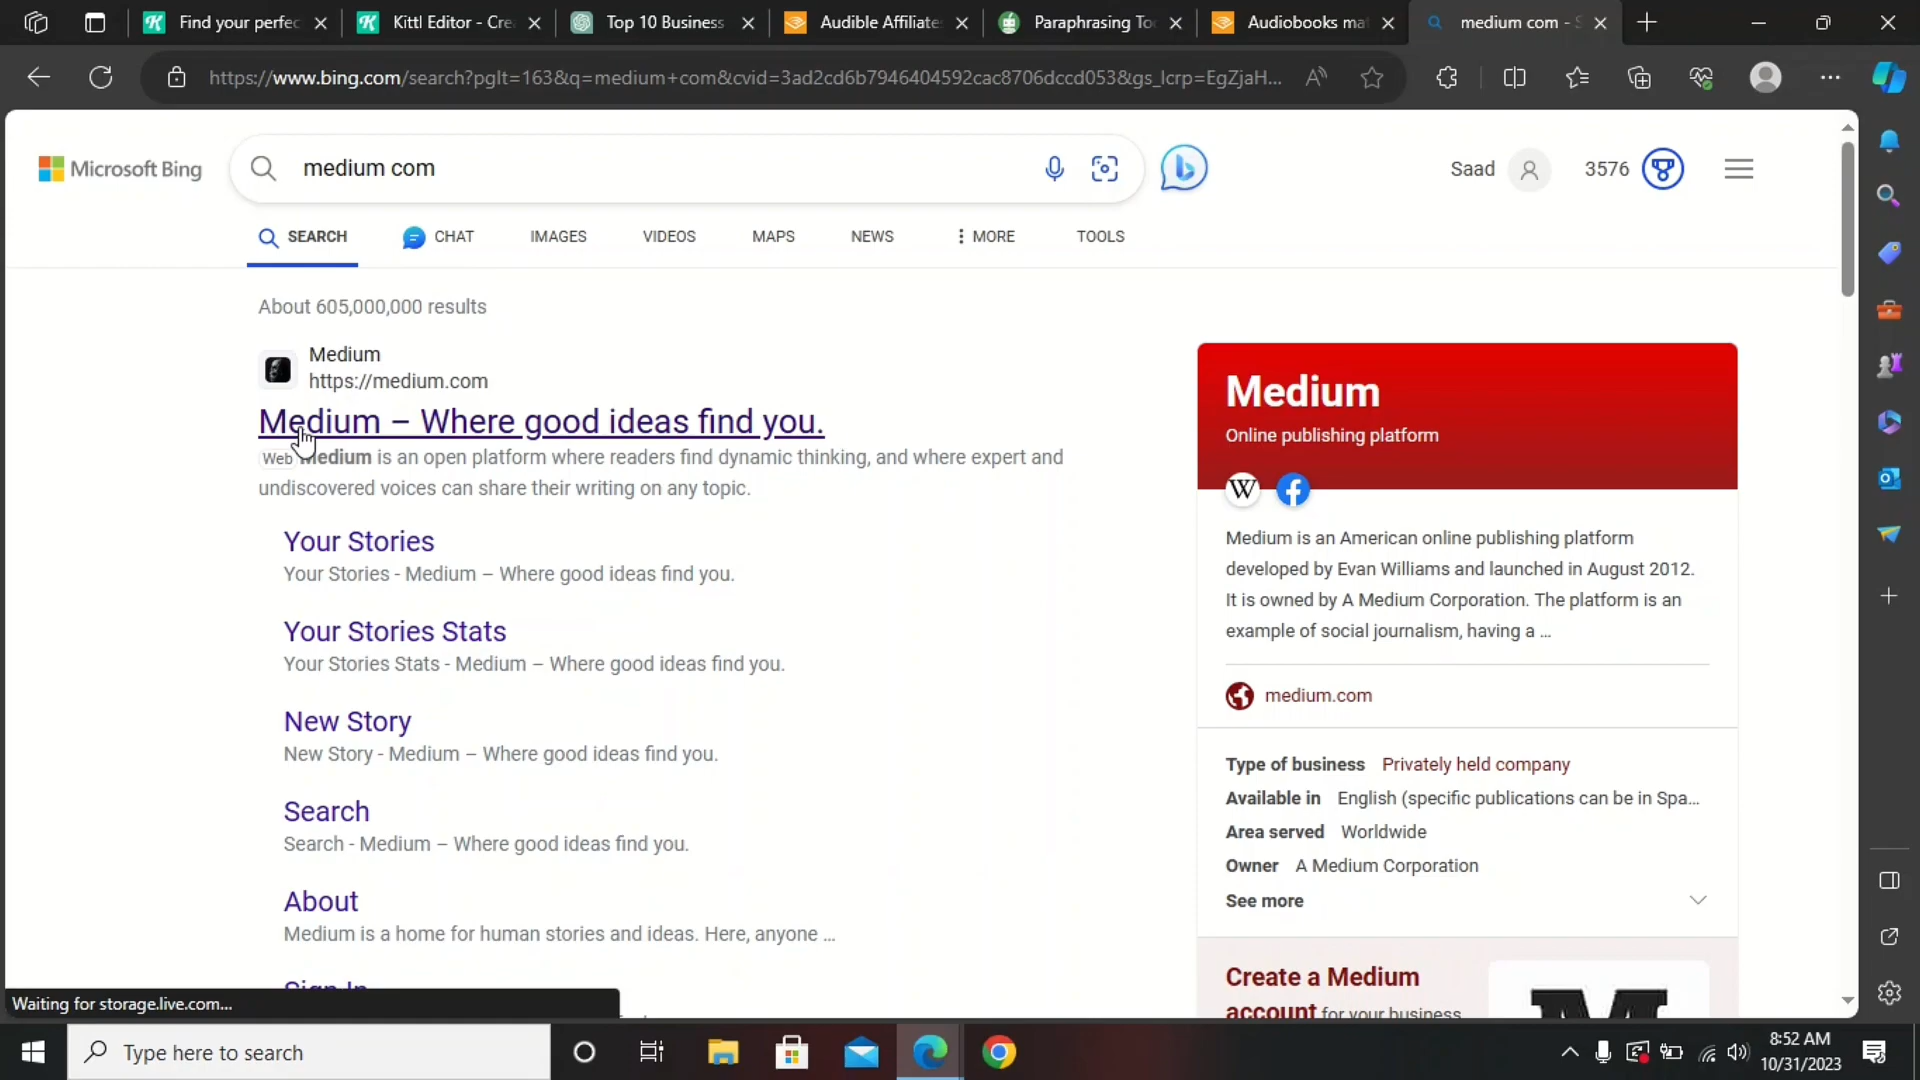 Find your perfec
Kittl Editor - Cre
Top 10 Business
Audible Affiliate
Paraphrasing To
Audiobooks ma
medium com - S
https://www.bing.com/search?pglt=163&q=medium+com&cvid=3ad2cd6b7946404592cac8706dccd053&gs_lcrp=EgZjaH...
Microsoft Bing
medium com
Saad
3576
SEARCH
CHAT
IMAGES
VIDEOS
MAPS
NEWS
MORE
TOOLS
About 605,000,000 results
Medium
https://medium.com
Medium – Where good ideas find you.
Web Medium is an open platform where readers find dynamic thinking, and where expert and
undiscovered voices can share their writing on any topic.
Your Stories
Your Stories - Medium – Where good ideas find you.
Your Stories Stats
Your Stories Stats - Medium – Where good ideas find you.
New Story
New Story - Medium – Where good ideas find you.
Search
Search - Medium – Where good ideas find you.
About
Medium is a home for human stories and ideas. Here, anyone ...
Sign In
Medium
Online publishing platform
W
Medium is an American online publishing platform
developed by Evan Williams and launched in August 2012.
It is owned by A Medium Corporation. The platform is an
example of social journalism, having a ...
medium.com
Type of business Privately held company
Available in English (specific publications can be in Spa...
Area served Worldwide
Owner A Medium Corporation
See more
Create a Medium
account for your business
Waiting for storage.live.com...
Type here to search
8:52 AM
10/31/2023